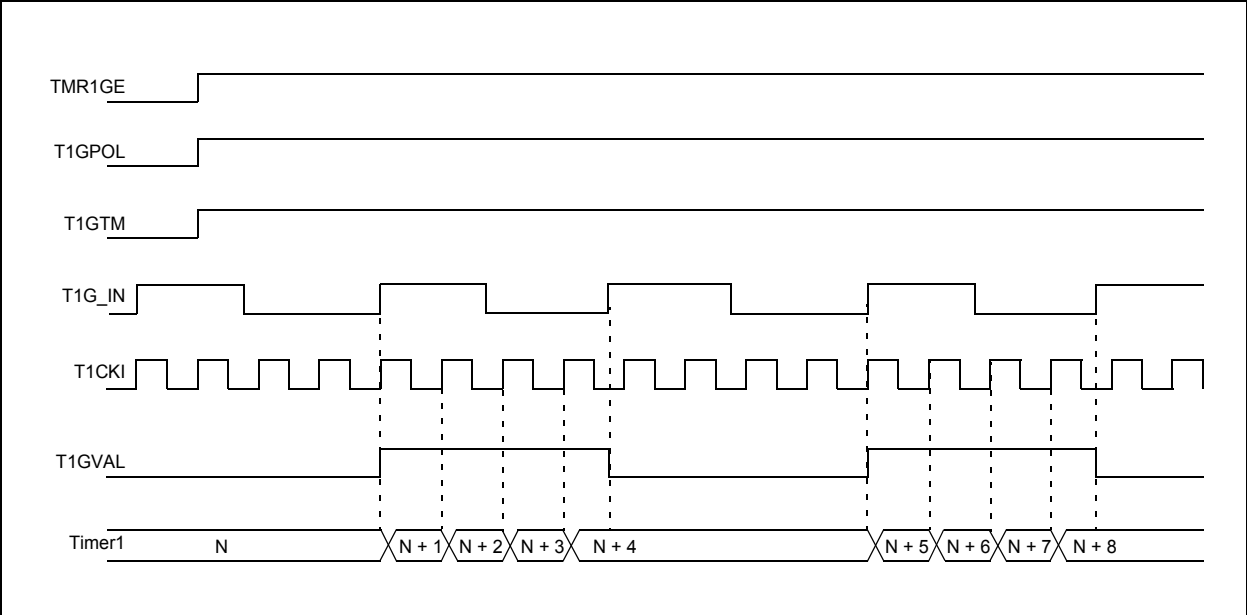 TMR1GE
T1GPOL
T1GTM
T1G_IN
T1CKI
T1GVAL
Timer1 N N + 1 N + 2 N + 3 N + 4 N + 5 N + 6 N + 7 N + 8